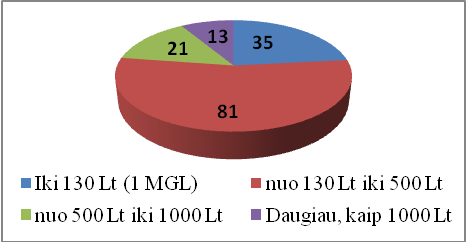 13
35
21
81
Iki 130 Lt (1 MGL)
nuo 130 Lt iki 500 Lt
nuo 500 Lt iki 1000 Lt
Daugiau, kaip 1000 Lt